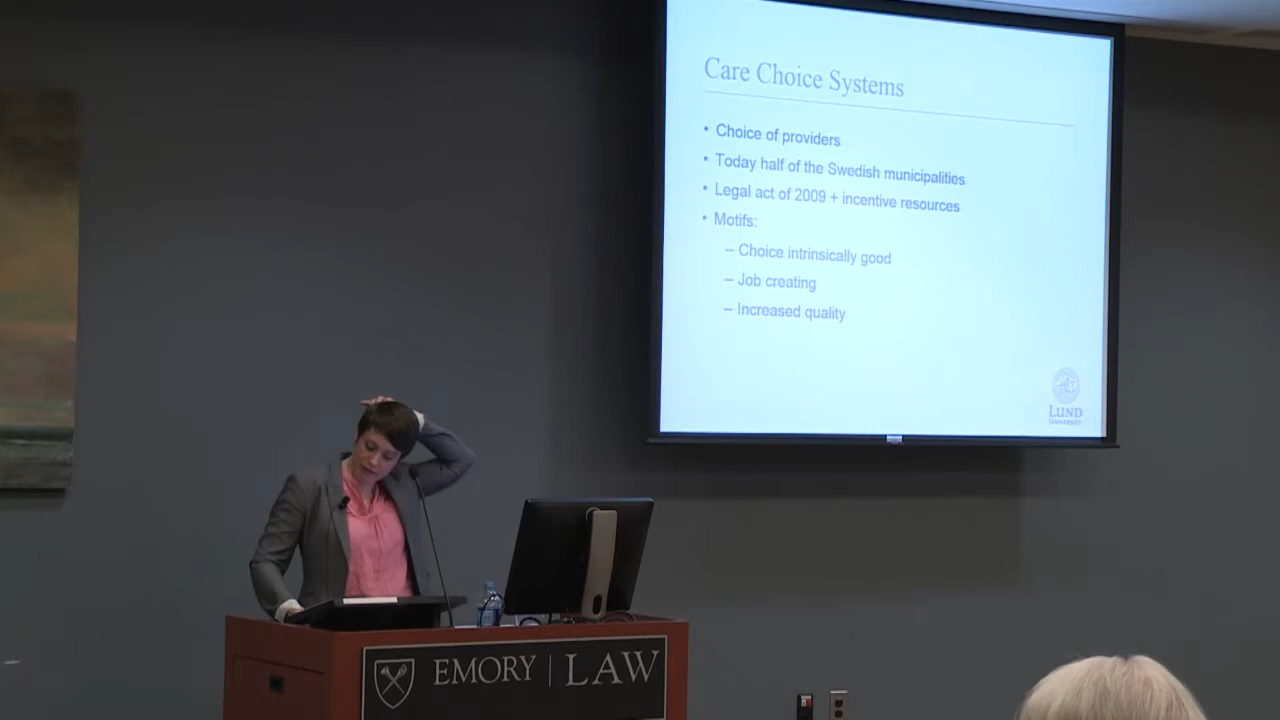 Care Choice Systems
• Choice of providers
• Today half of the Swedish municipalities
• Legal act of 2009 + incentive resources
• Motifs:
– Choice intrinsically good
– Job creating
– Increased quality
LUND
UNIVERSITY
EMORY | LAW